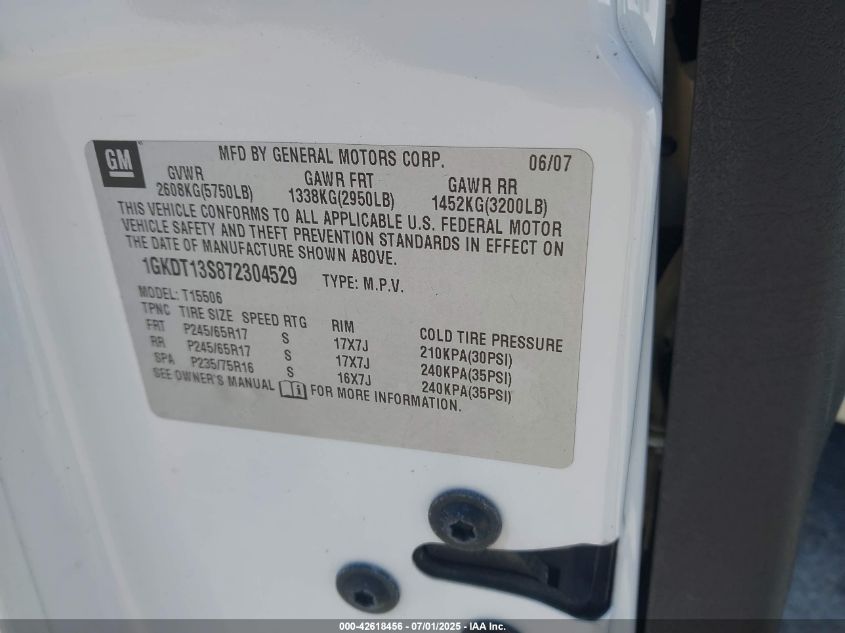 GM
MFD BY GENERAL MOTORS CORP. 06/07
GVWR GAWR FRT GAWR RR
2608KG(5750LB) 1338KG(2950LB) 1452KG(3200LB)
THIS VEHICLE CONFORMS TO ALL APPLICABLE U.S. FEDERAL MOTOR
VEHICLE SAFETY AND THEFT PREVENTION STANDARDS IN EFFECT ON
THE DATE OF MANUFACTURE SHOWN ABOVE.
1GKDT13S872304529 TYPE: M.P.V.
MODEL: T15506
TPNC TIRE SIZE SPEED RTG RIM COLD TIRE PRESSURE
FRT P245/65R17 S 17X7J 210KPA(30PSI)
RR P245/65R17 S 17X7J 240KPA(35PSI)
SPA P235/75R16 S 16X7J 240KPA(35PSI)
SEE OWNER'S MANUAL i FOR MORE INFORMATION.
000-42618456 - 07/01/2025 - IAA, Inc.